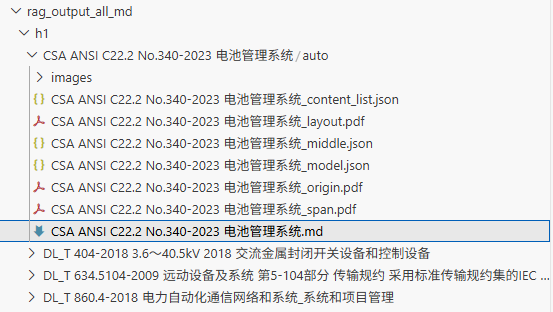 rag_output_all_md
h1
CSA ANSI C22.2 No.340-2023 电池管理系统/auto
images
CSA ANSI C22.2 No.340-2023 电池管理系统_content_list.json
CSA ANSI C22.2 No.340-2023 电池管理系统_layout.pdf
CSA ANSI C22.2 No.340-2023 电池管理系统_middle.json
CSA ANSI C22.2 No.340-2023 电池管理系统_model.json
CSA ANSI C22.2 No.340-2023 电池管理系统_origin.pdf
CSA ANSI C22.2 No.340-2023 电池管理系统_span.pdf
CSA ANSI C22.2 No.340-2023 电池管理系统.md
DL_T 404-2018 3.6～40.5kV 2018 交流金属封闭开关设备和控制设备
DL_T 634.5104-2009 远动设备及系统 第5-104部分 传输规约 采用标准传输规约集的IEC ...
DL_T 860.4-2018 电力自动化通信网络和系统_系统和项目管理